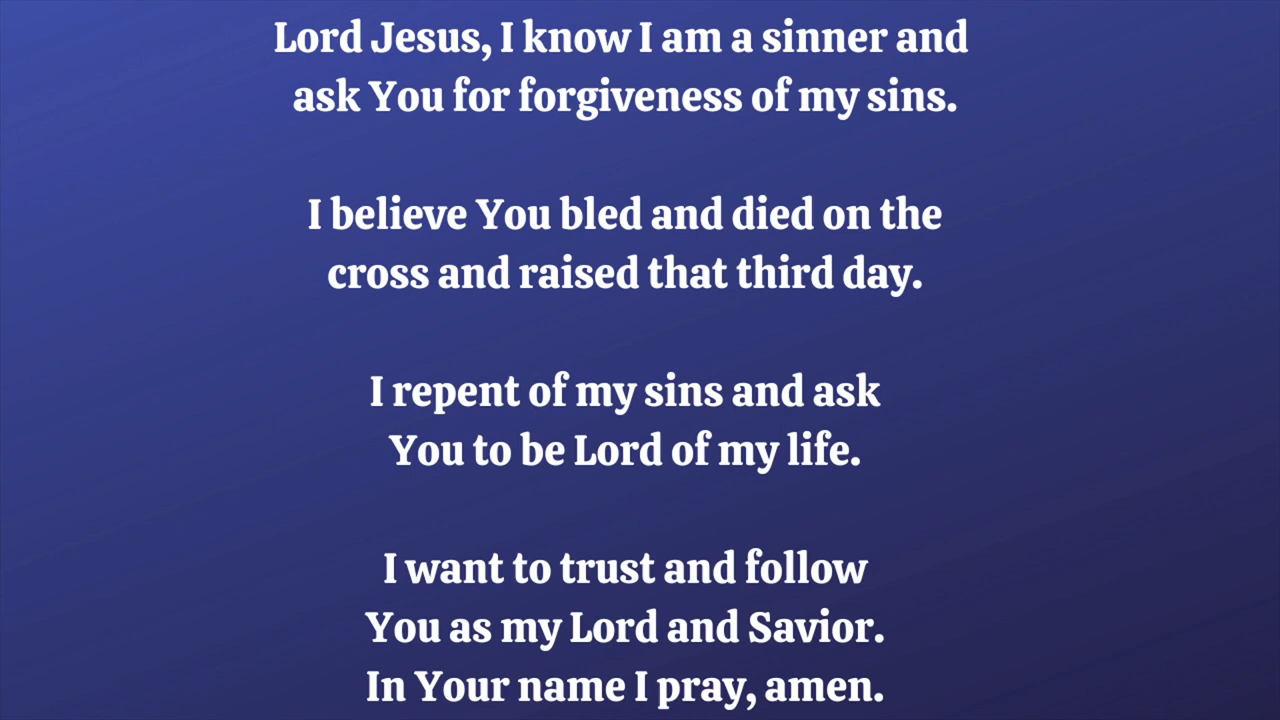 Lord Jesus, I know I am a sinner and
ask You for forgiveness of my sins.
I believe You bled and died on the
cross and raised that third day.
I repent of my sins and ask
You to be Lord of my life.
I want to trust and follow
You as my Lord and Savior.
In Your name I pray, amen.